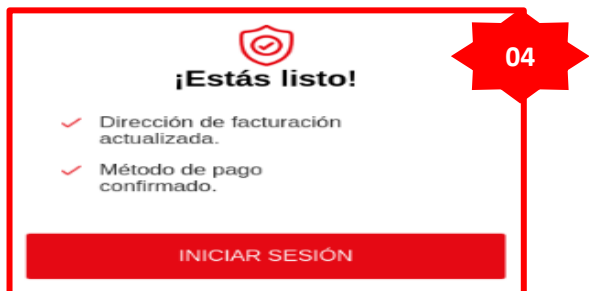 04
¡Estás listo!
Dirección de facturación
actualizada.
Método de pago
confirmado.
INICIAR SESIÓN